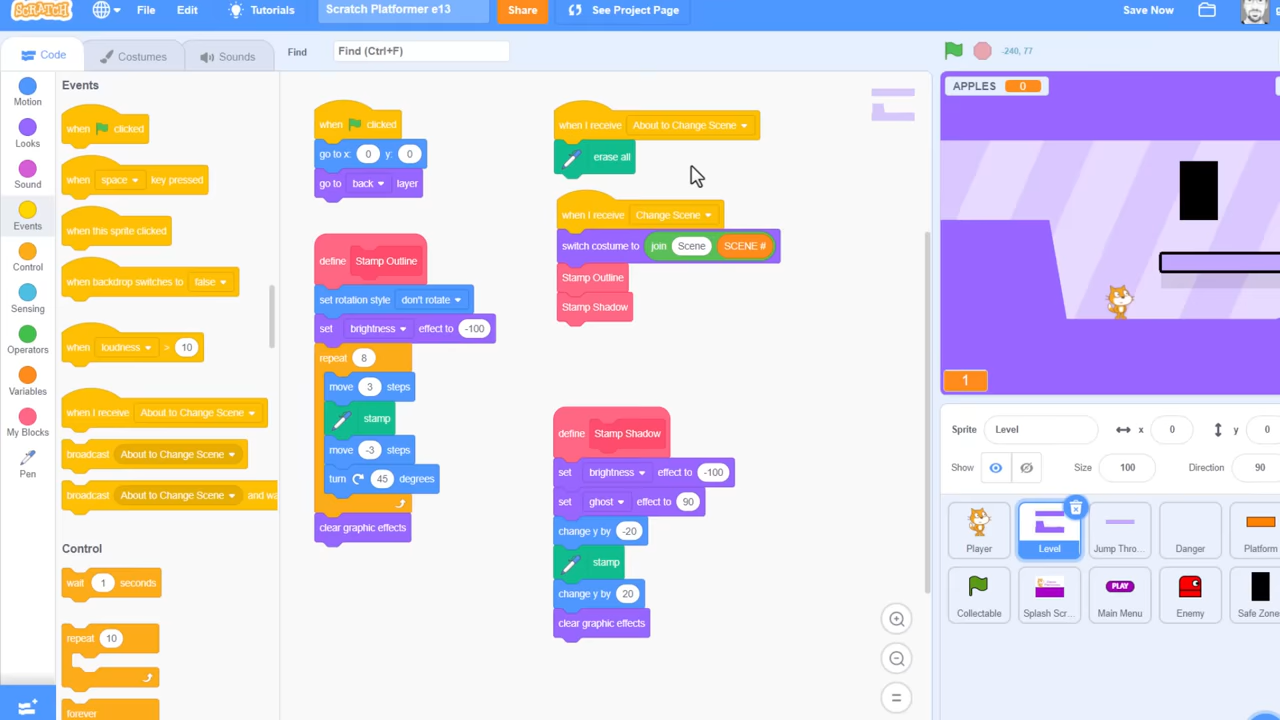 SCRATCH File Edit Tutorials Scratch Platformer e13 Share See Project Page Save Now
Code Costumes Sounds Find Find (Ctrl+F) -240, 77
Motion
Looks
Sound
Events
Control
Sensing
Operators
Variables
My Blocks
Pen
Events
when clicked
when space key pressed
when this sprite clicked
when backdrop switches to false
when loudness > 10
when I receive About to Change Scene
broadcast About to Change Scene
broadcast About to Change Scene and wa
Control
wait 1 seconds
repeat 10
forever
when clicked
go to x: 0 y: 0
go to back layer
define Stamp Outline
set rotation style don't rotate
set brightness effect to -100
repeat 8
move 3 steps
stamp
move -3 steps
turn 45 degrees
clear graphic effects
when I receive About to Change Scene
erase all
when I receive Change Scene
switch costume to join Scene SCENE #
Stamp Outline
Stamp Shadow
define Stamp Shadow
set brightness effect to -100
set ghost effect to 90
change y by -20
stamp
change y by 20
clear graphic effects
APPLES 0
1
Sprite Level x 0 y 0
Show Size 100 Direction 90
Player Level Jump Thro... Danger Platform
PLAY
Collectable Splash Scr... Main Menu Enemy Safe Zone